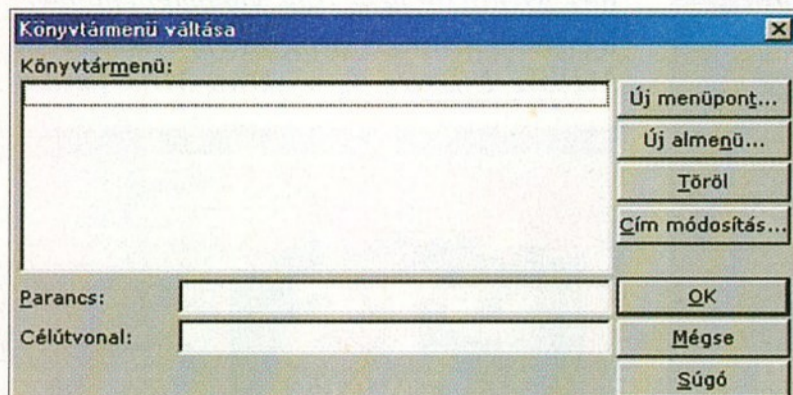 Könyvtármenü váltása
Könyvtármenü:
Új menüpont...
Új almenü...
Töröl
Cím módosítás...
Parancs:
OK
Célútvonal:
Mégse
Súgó